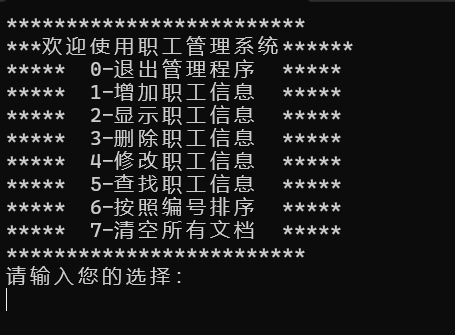 *************************
***欢迎使用职工管理系统******
*****  0-退出管理程序  *****
*****  1-增加职工信息  *****
*****  2-显示职工信息  *****
*****  3-删除职工信息  *****
*****  4-修改职工信息  *****
*****  5-查找职工信息  *****
*****  6-按照编号排序  *****
*****  7-清空所有文档  *****
*************************
请输入您的选择: